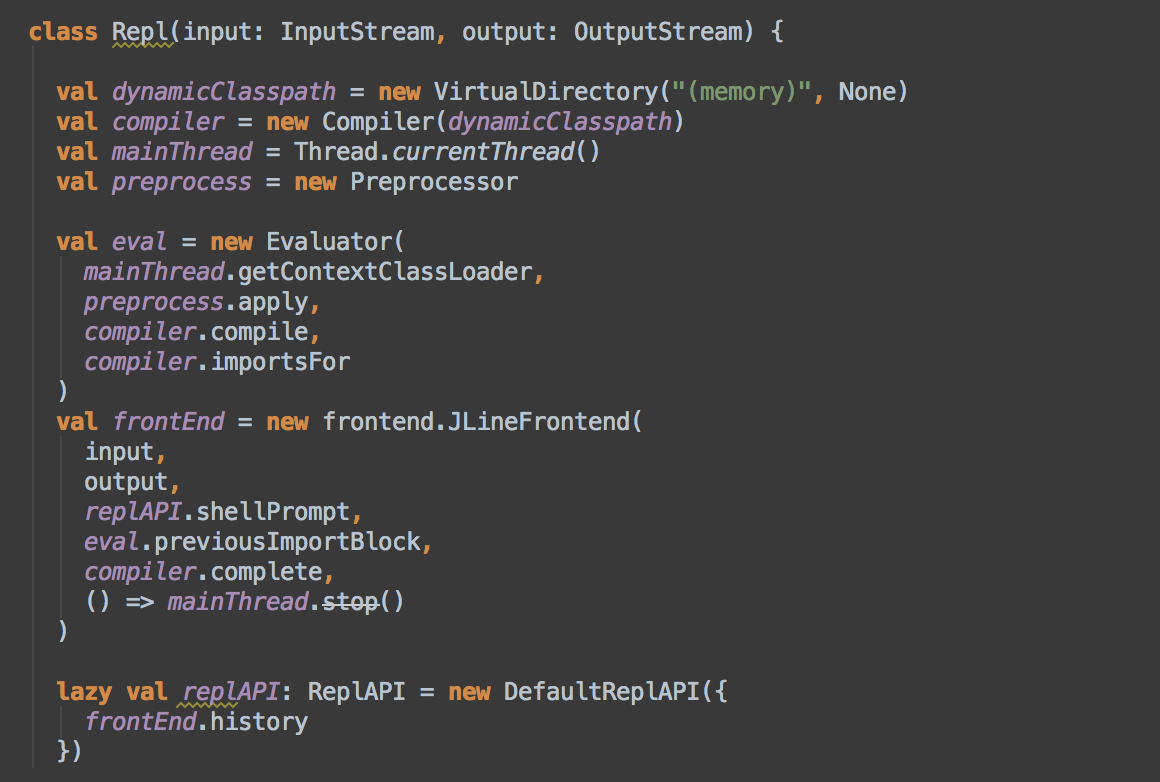 class Repl(input: InputStream, output: OutputStream) {
val dynamicClasspath = new VirtualDirectory("(memory)", None)
val compiler = new Compiler(dynamicClasspath)
val mainThread = Thread.currentThread()
val preprocess = new Preprocessor
val eval = new Evaluator(
mainThread.getContextClassLoader,
preprocess.apply,
compiler.compile,
compiler.importsFor
)
val frontEnd = new frontend.JLineFrontend(
input,
output,
replAPI.shellPrompt,
eval.previousImportBlock,
compiler.complete,
() => mainThread.stop()
)
lazy val replAPI: ReplAPI = new DefaultReplAPI({
frontEnd.history
})